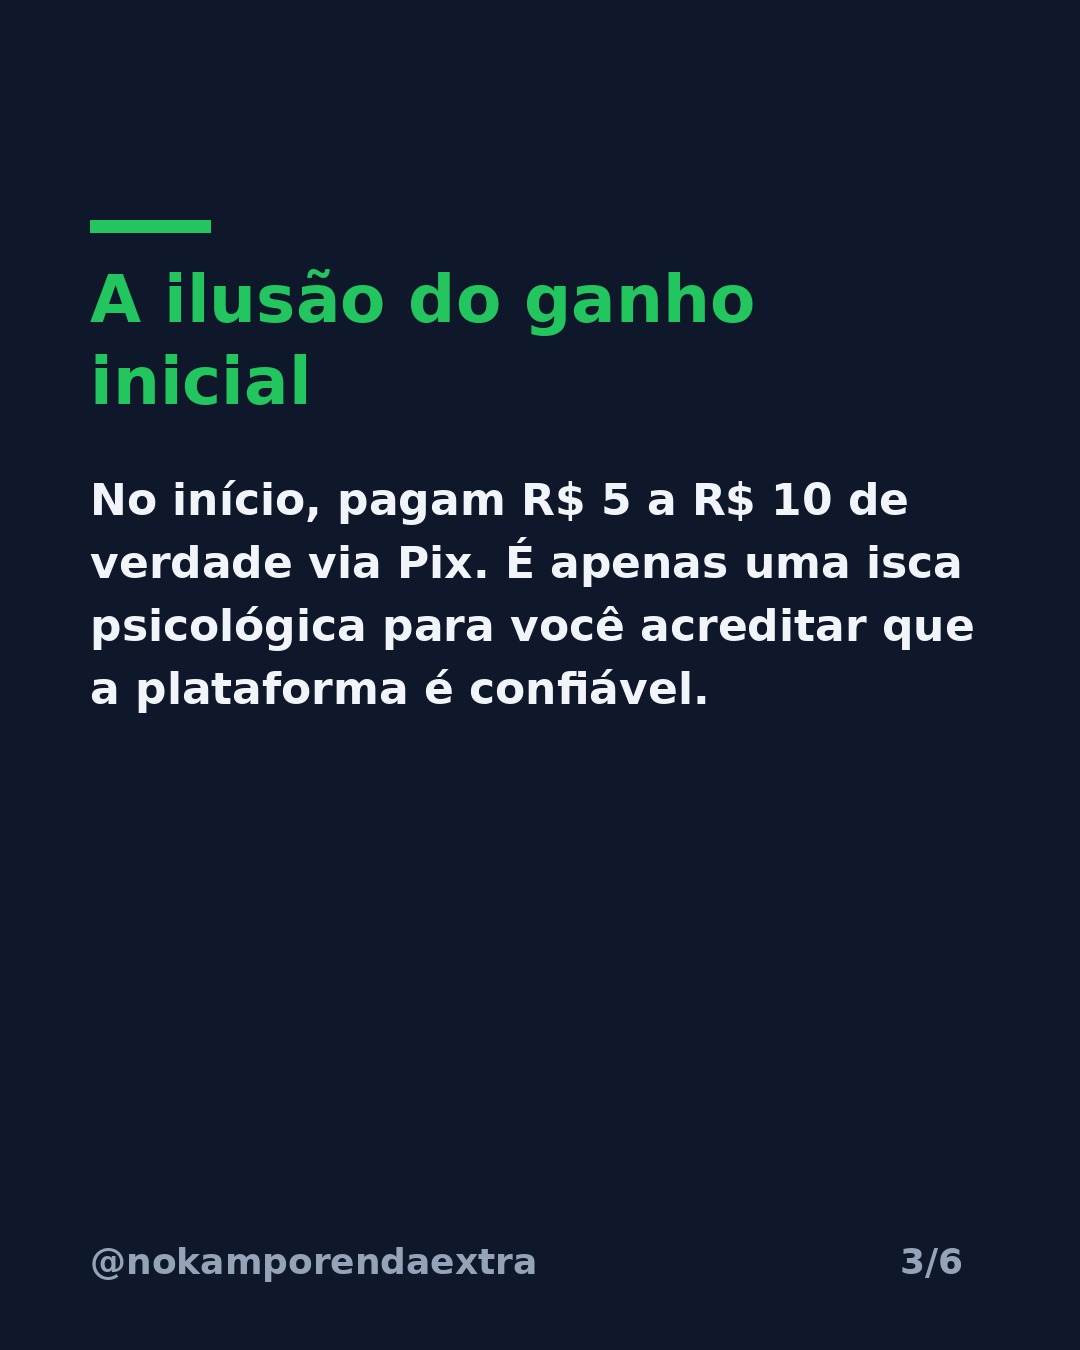 A ilusão do ganho
inicial
No início, pagam R$ 5 a R$ 10 de
verdade via Pix. É apenas uma isca
psicológica para você acreditar que
a plataforma é confiável.
@nokamporendaextra
3/6